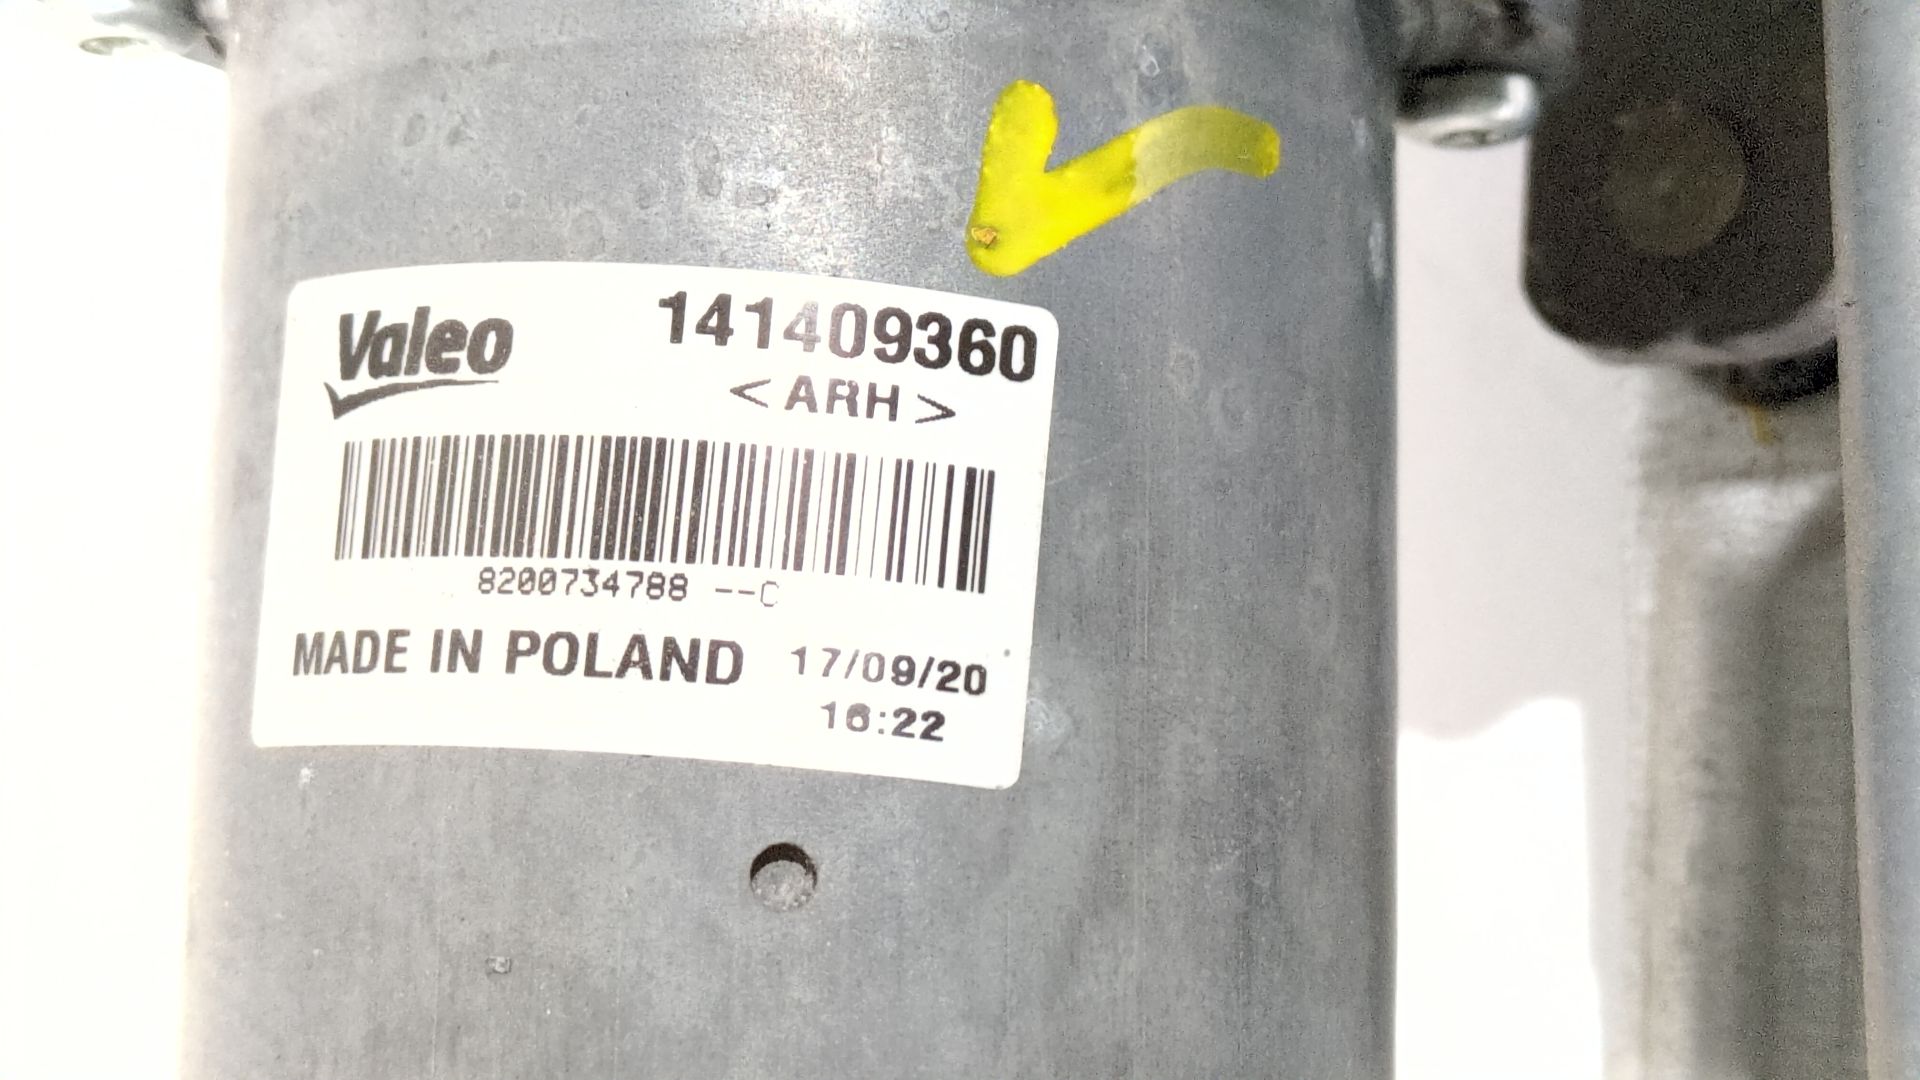 Valeo 141409360
<ARH>
8200734788 --C
MADE IN POLAND 17/09/20
16:22